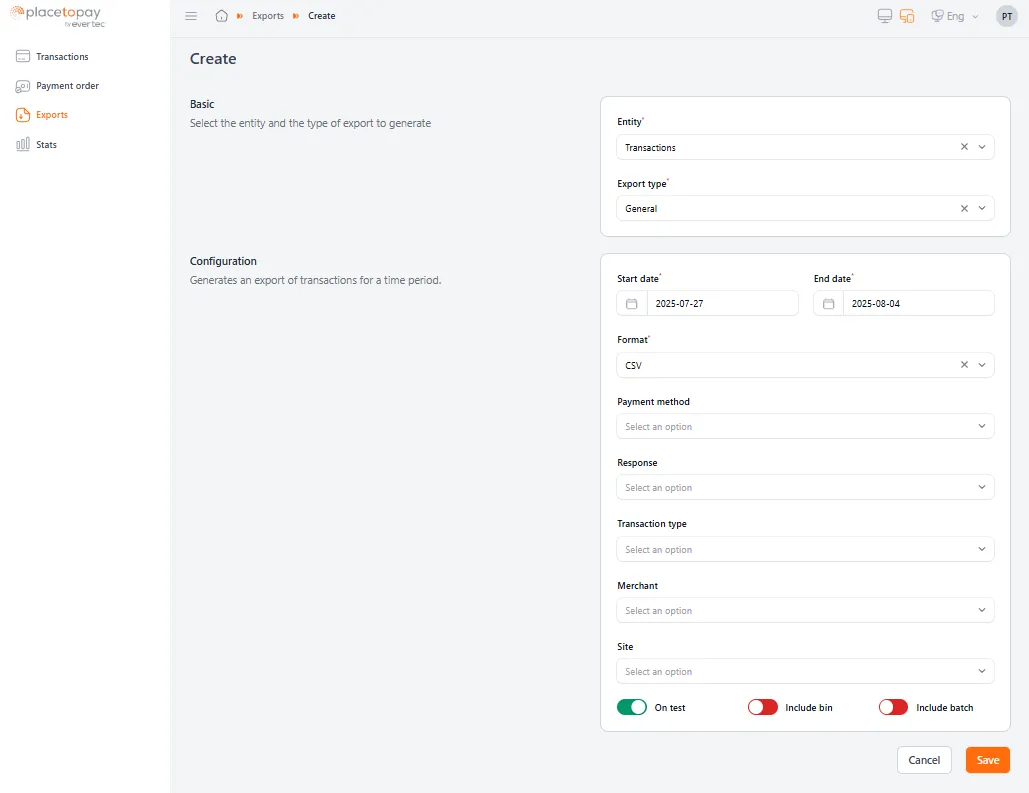 placetopay
by evertec
Exports
Create
Eng
PT
Transactions
Payment order
Exports
Stats
Create
Basic
Select the entity and the type of export to generate
Entity*
Transactions
Export type*
General
Configuration
Generates an export of transactions for a time period.
Start date*
End date*
2025-07-27
2025-08-04
Format*
CSV
Payment method
Select an option
Response
Select an option
Transaction type
Select an option
Merchant
Select an option
Site
Select an option
On test
Include bin
Include batch
Cancel
Save